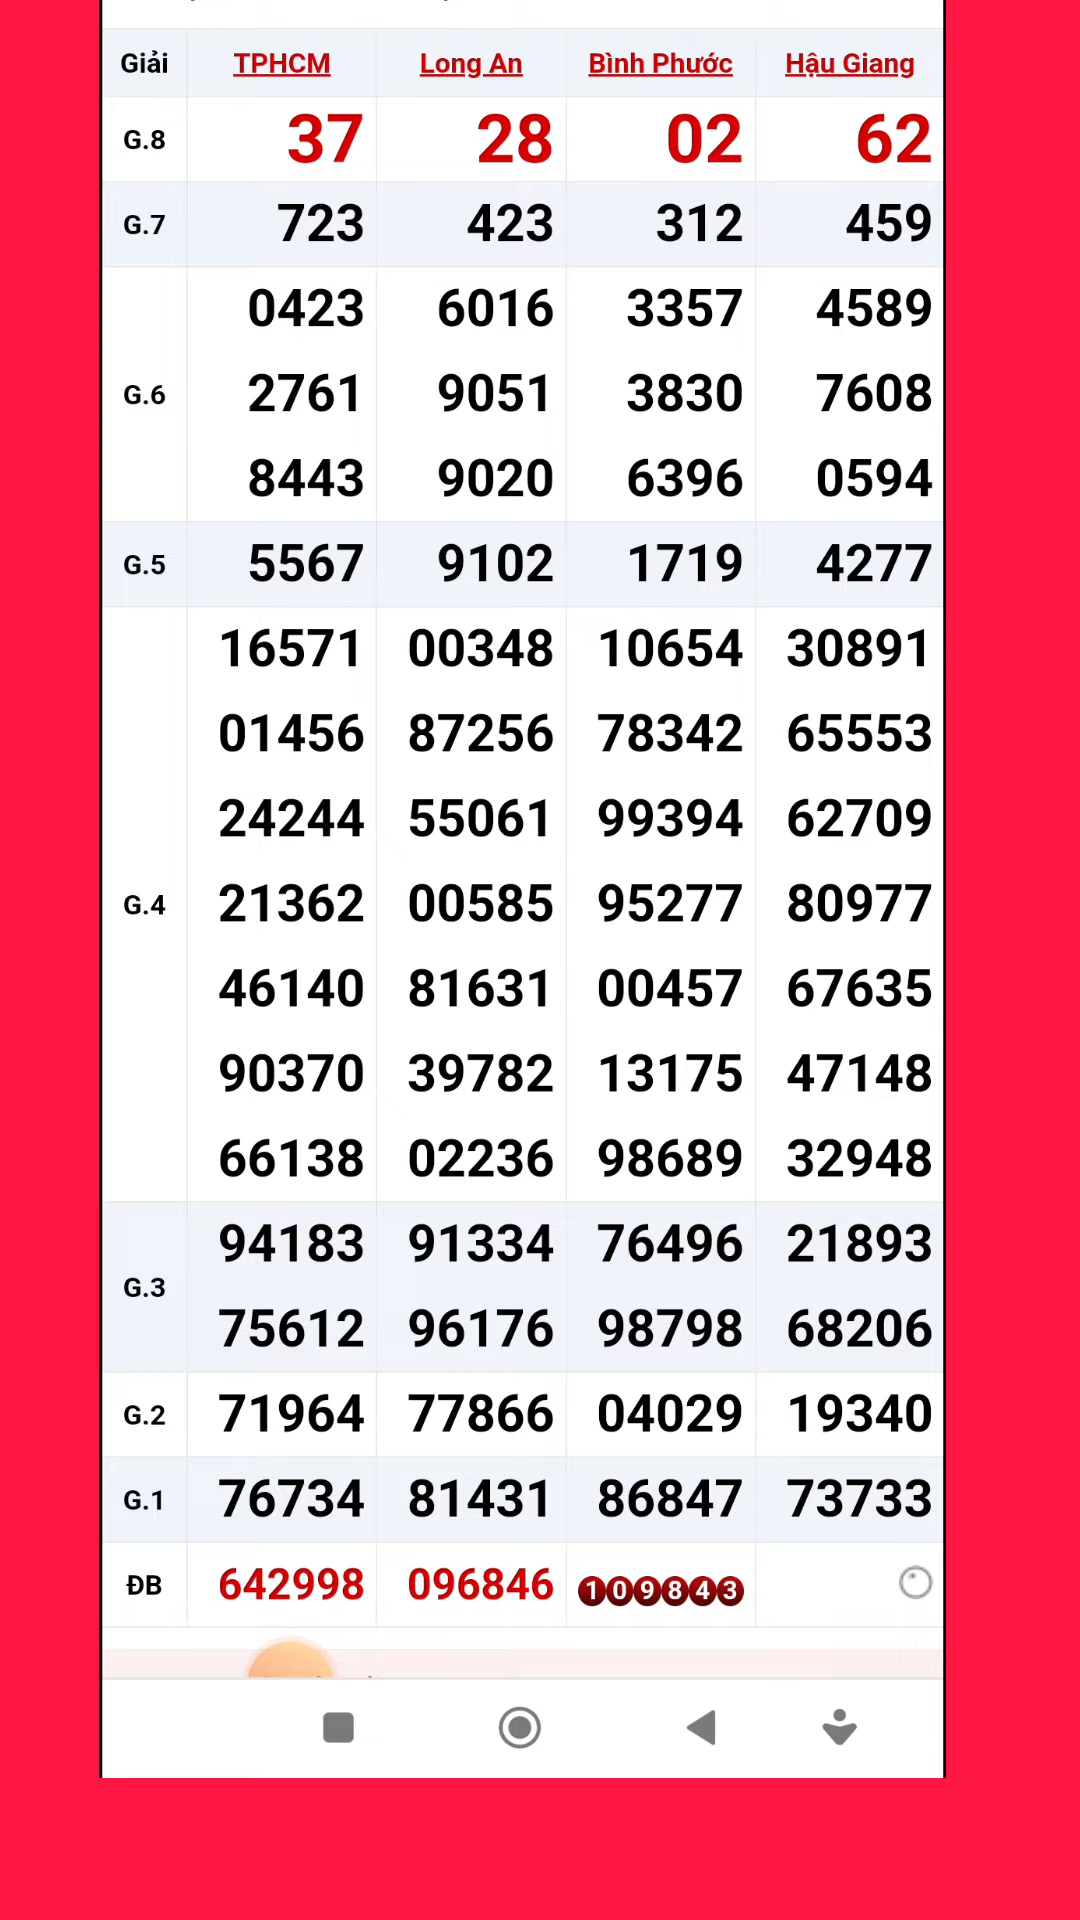 Giải TPHCM Long An Bình Phước Hậu Giang
G.8 37 28 02 62
G.7 723 423 312 459
0423 6016 3357 4589
G.6 2761 9051 3830 7608
8443 9020 6396 0594
G.5 5567 9102 1719 4277
16571 00348 10654 30891
01456 87256 78342 65553
24244 55061 99394 62709
G.4 21362 00585 95277 80977
46140 81631 00457 67635
90370 39782 13175 47148
66138 02236 98689 32948
G.3 94183 91334 76496 21893
75612 96176 98798 68206
G.2 71964 77866 04029 19340
G.1 76734 81431 86847 73733
ĐB 642998 096846 109843